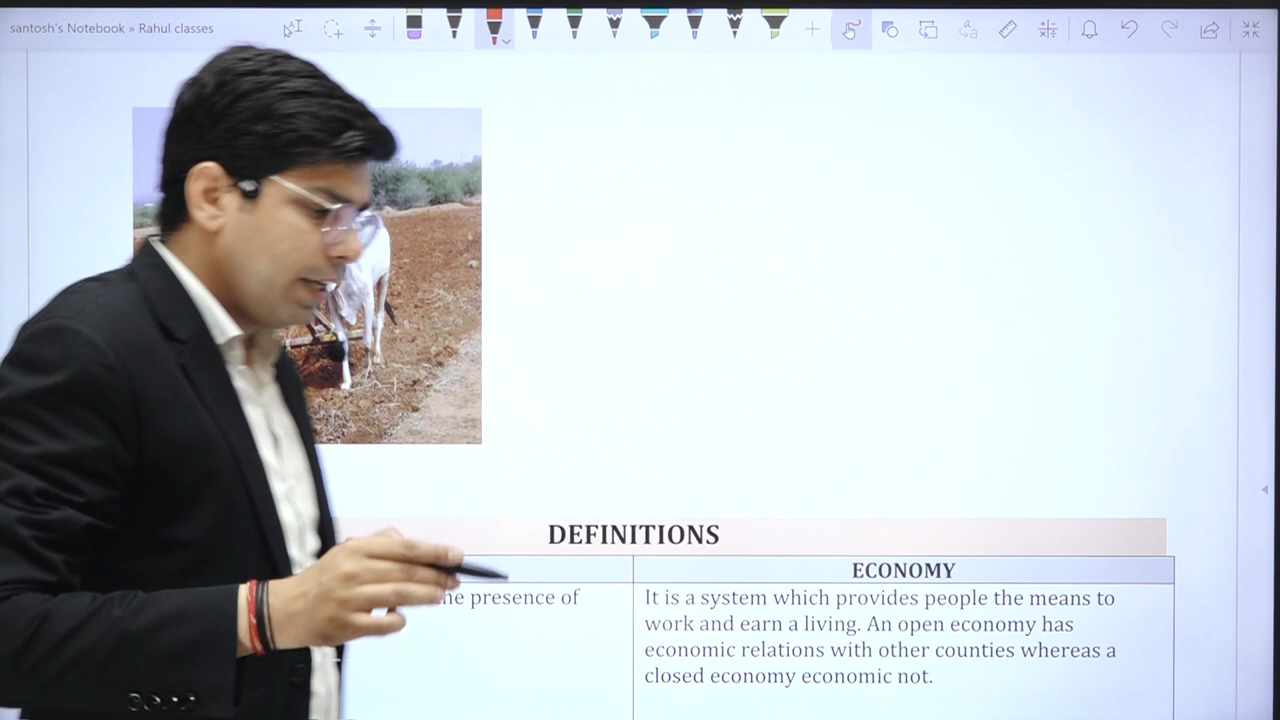 santosh's Notebook » Rahul classes
DEFINITIONS
ECONOMY
he presence of
It is a system which provides people the means to
work and earn a living. An open economy has
economic relations with other counties whereas a
closed economy economic not.